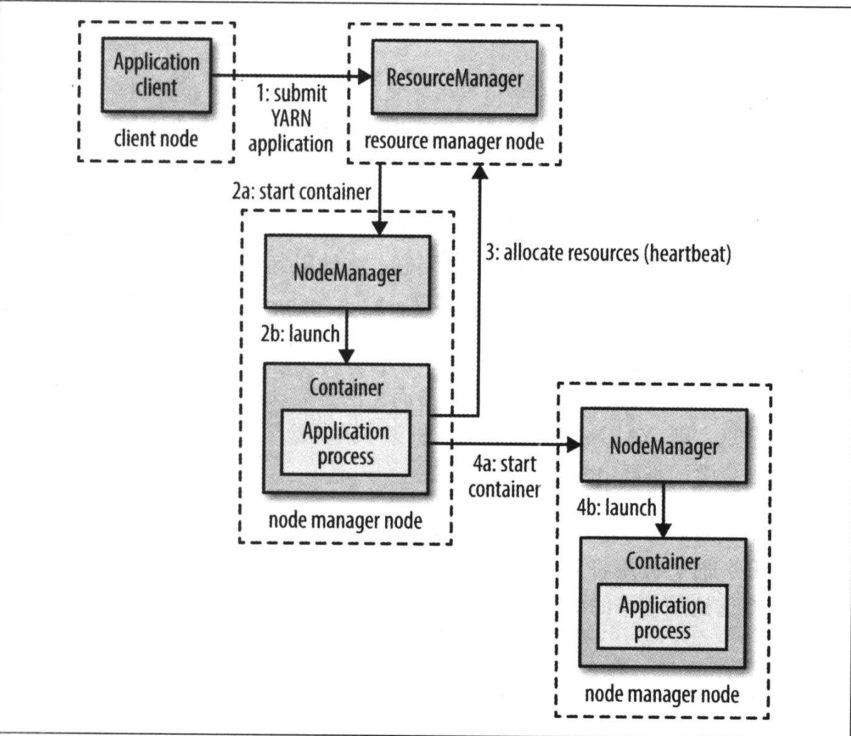 Application
client
client node
1: submit
YARN
application
ResourceManager
resource manager node
2a: start container
NodeManager
2b: launch
Container
Application
process
node manager node
3: allocate resources (heartbeat)
4a: start
container
NodeManager
4b: launch
Container
Application
process
node manager node